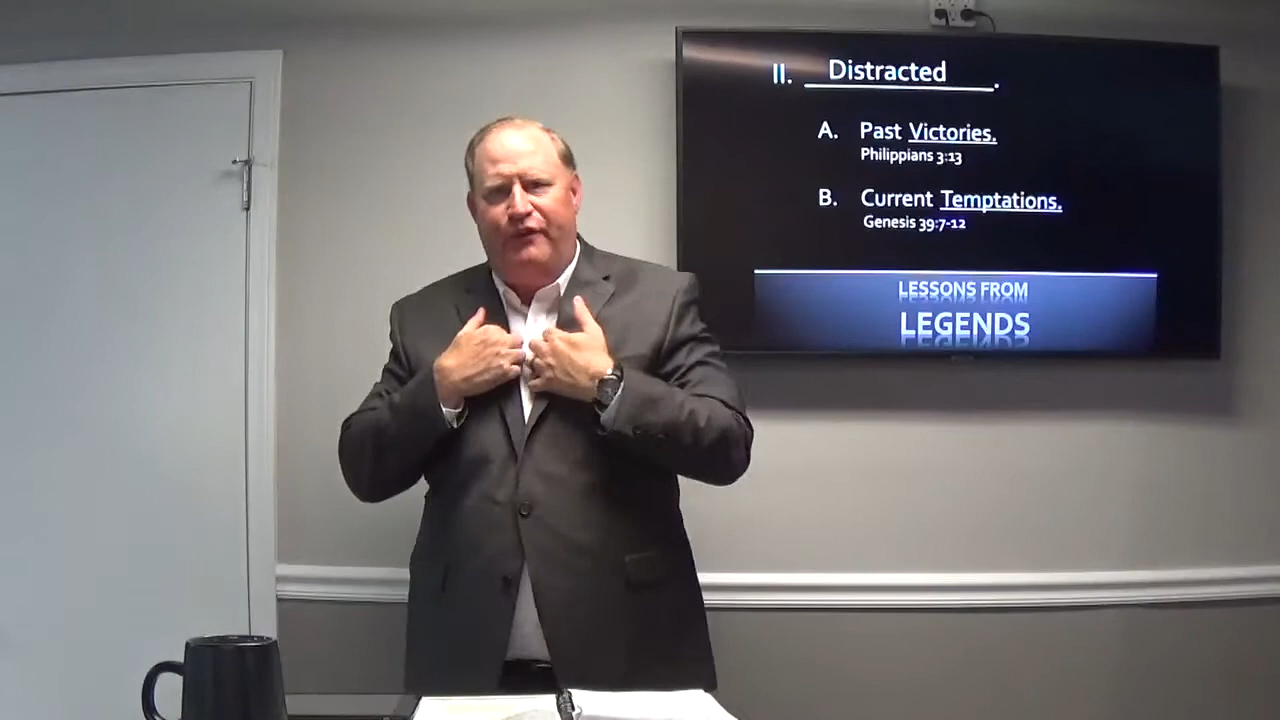 II. Distracted.
A. Past Victories.
Philippians 3:13
B. Current Temptations.
Genesis 39:7-12
LESSONS FROM
LEGENDS